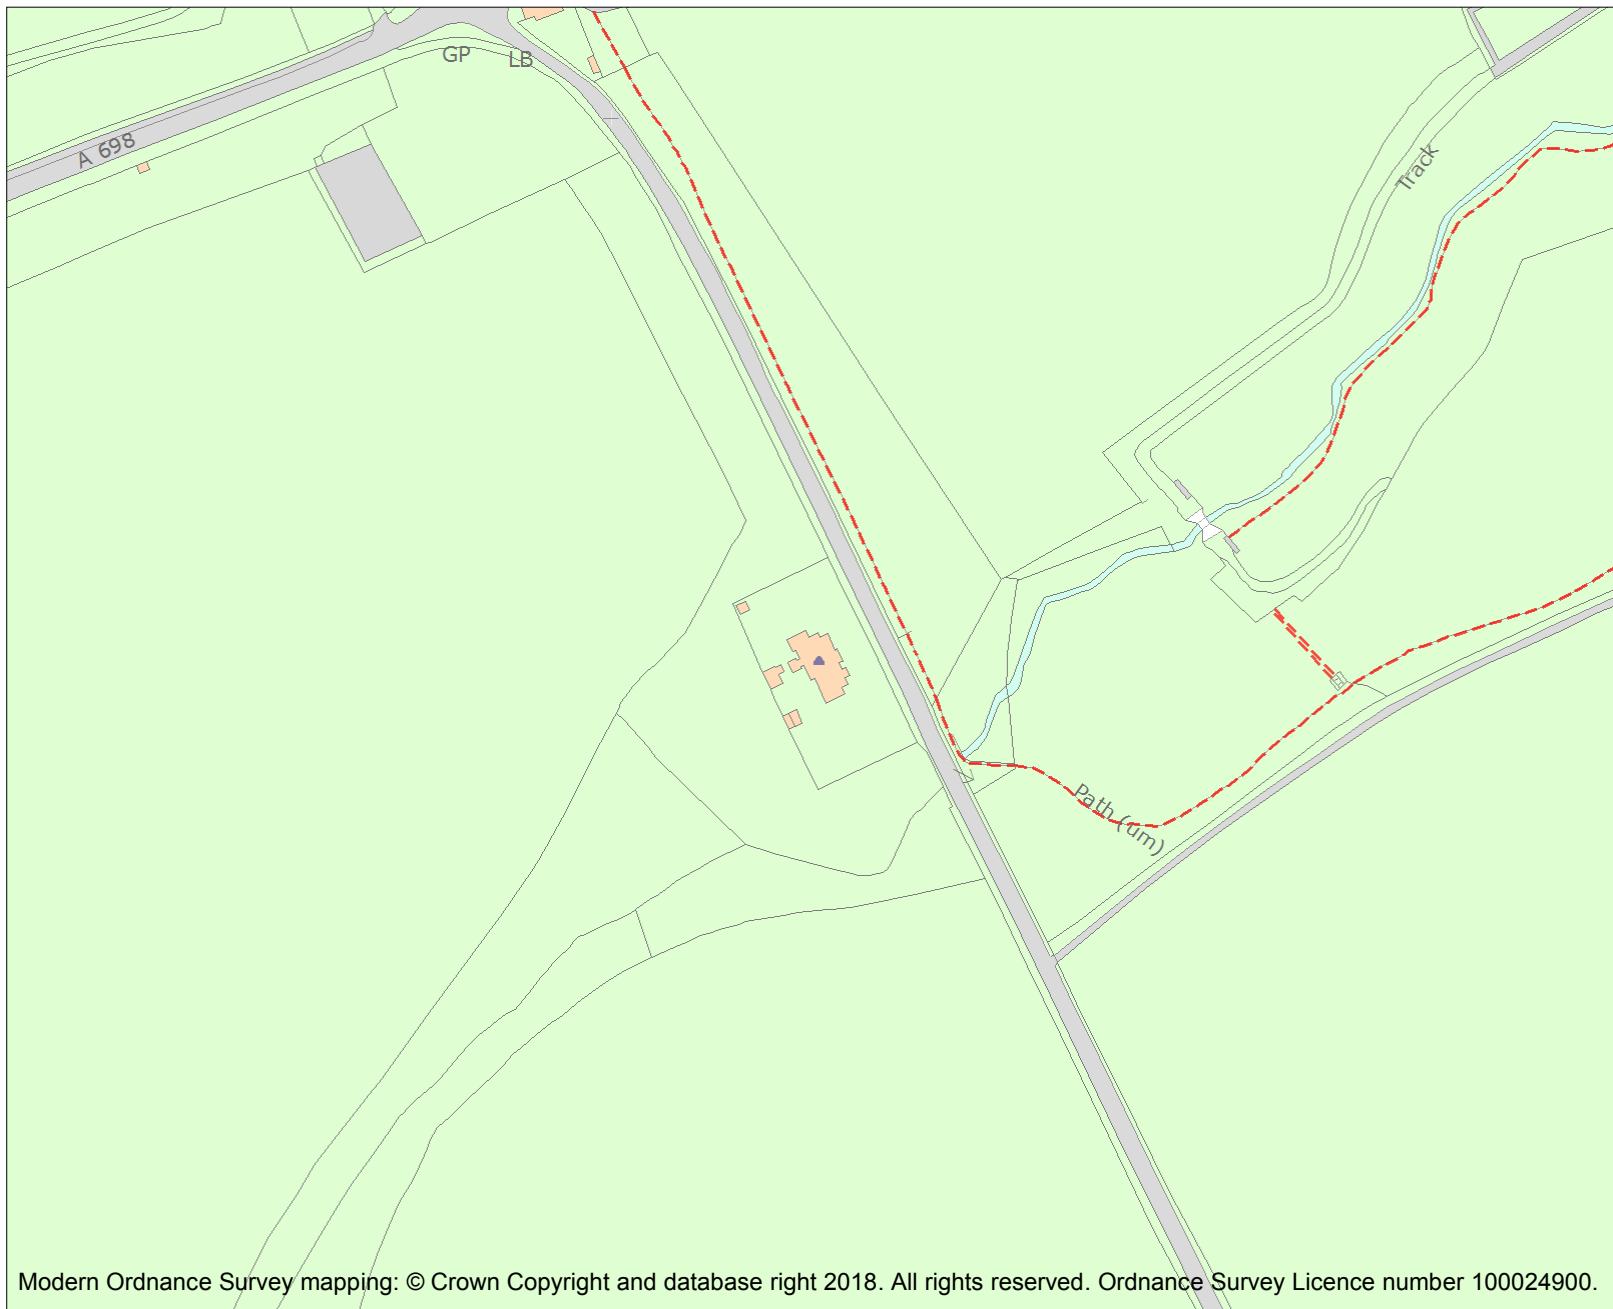 GP
LB
A 698
Track
Path (um)
Modern Ordnance Survey mapping: © Crown Copyright and database right 2018. All rights reserved. Ordnance Survey Licence number 100024900.